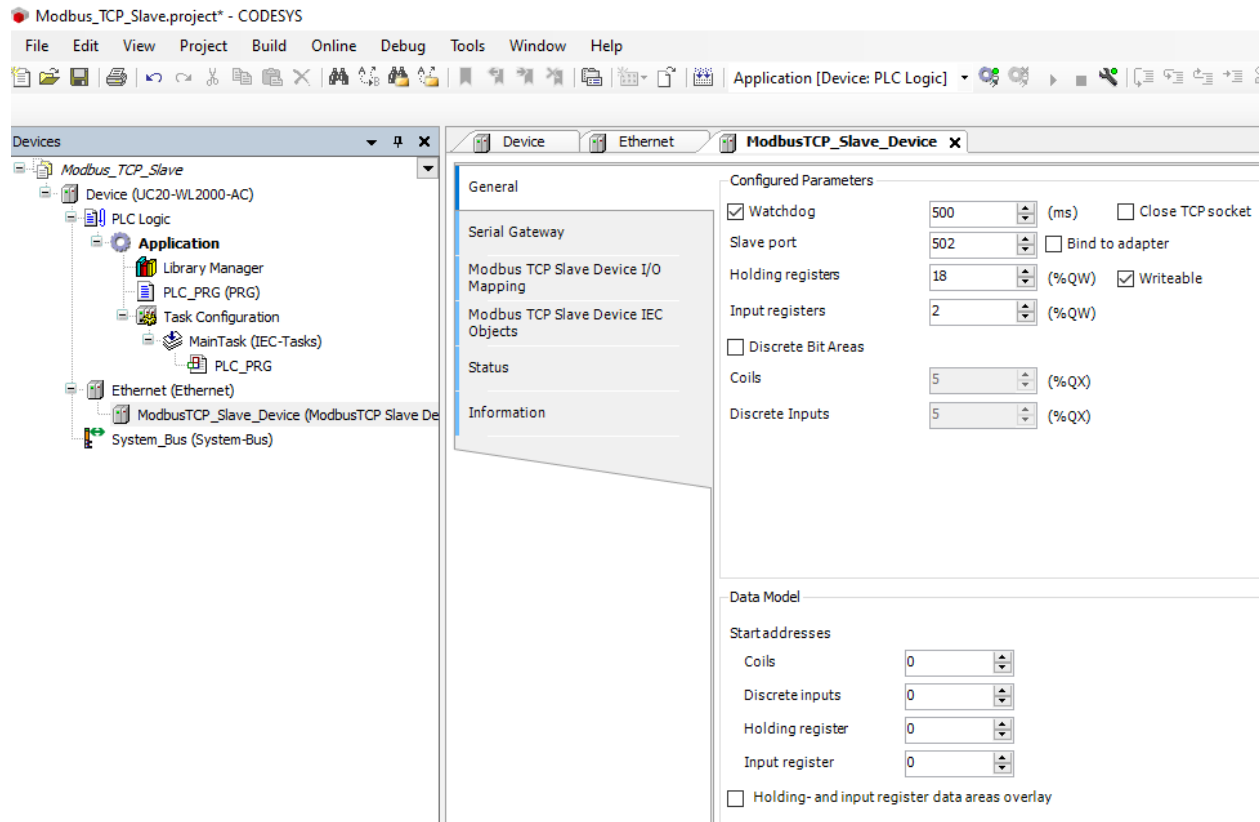 Modbus_TCP_Slave.project* - CODESYS
File Edit View Project Build Online Debug Tools Window Help
Application [Device: PLC Logic]
Devices
Modbus_TCP_Slave
Device (UC20-WL2000-AC)
PLC Logic
Application
Library Manager
PLC_PRG (PRG)
Task Configuration
MainTask (IEC-Tasks)
PLC_PRG
Ethernet (Ethernet)
ModbusTCP_Slave_Device (ModbusTCP Slave De
System_Bus (System-Bus)
Device Ethernet ModbusTCP_Slave_Device
General
Serial Gateway
Modbus TCP Slave Device I/O
Mapping
Modbus TCP Slave Device IEC
Objects
Status
Information
Configured Parameters
Watchdog 500 (ms) Close TCP socket
Slave port 502 Bind to adapter
Holding registers 18 (%QW) Writeable
Input registers 2 (%QW)
Discrete Bit Areas
Coils 5 (%QX)
Discrete Inputs 5 (%QX)
Data Model
Start addresses
Coils 0
Discrete inputs 0
Holding register 0
Input register 0
Holding- and input register data areas overlay